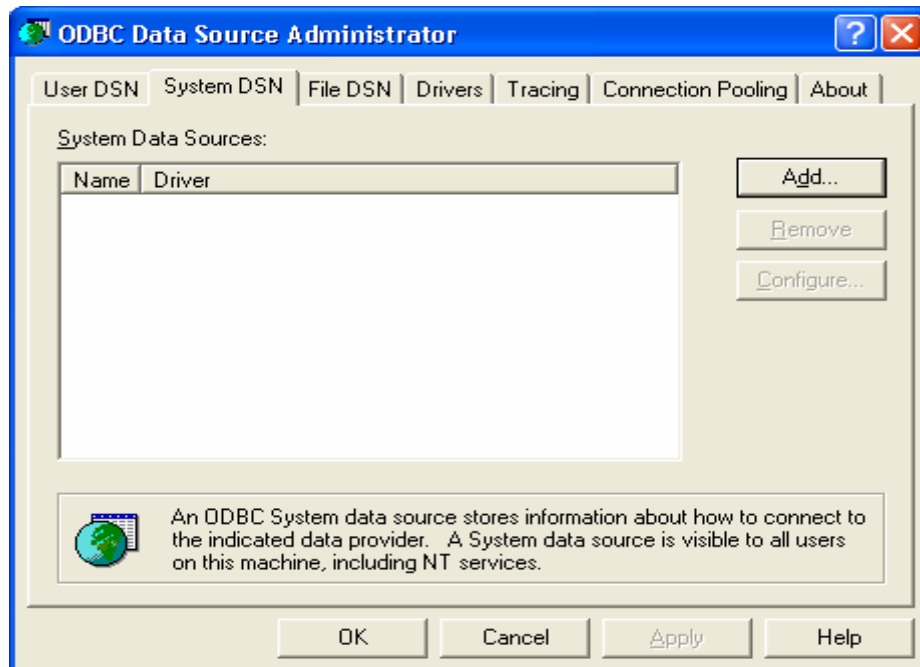 ODBC Data Source Administrator
User DSN System DSN File DSN Drivers Tracing Connection Pooling About
System Data Sources:
Name Driver
Add...
Remove
Configure...
An ODBC System data source stores information about how to connect to
the indicated data provider. A System data source is visible to all users
on this machine, including NT services.
OK Cancel Apply Help